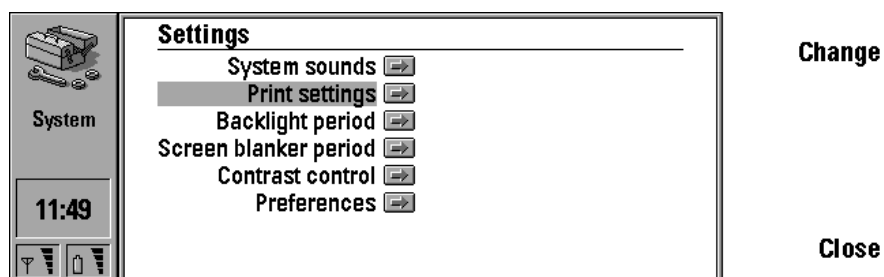 Settings
System sounds
Print settings
Backlight period
Screen blanker period
Contrast control
Preferences
System
11:49
Change
Close